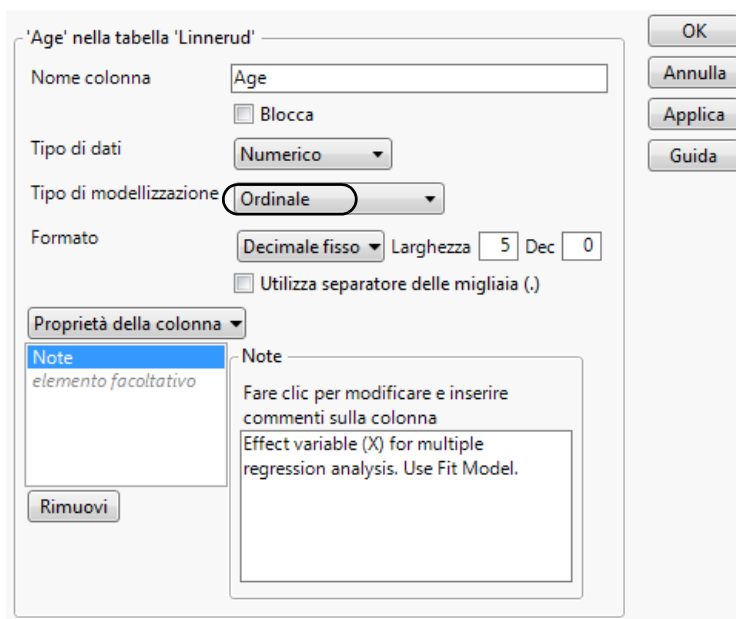 'Age' nella tabella 'Linnerud'
Nome colonna Age
Blocca
Tipo di dati Numerico
Tipo di modellizzazione Ordinale
Formato Decimale fisso Larghezza 5 Dec 0
Utilizza separatore delle migliaia (.)
Proprietà della colonna
Note
elemento facoltativo
Rimuovi
Note
Fare clic per modificare e inserire
commenti sulla colonna
Effect variable (X) for multiple
regression analysis. Use Fit Model.
OK
Annulla
Applica
Guida